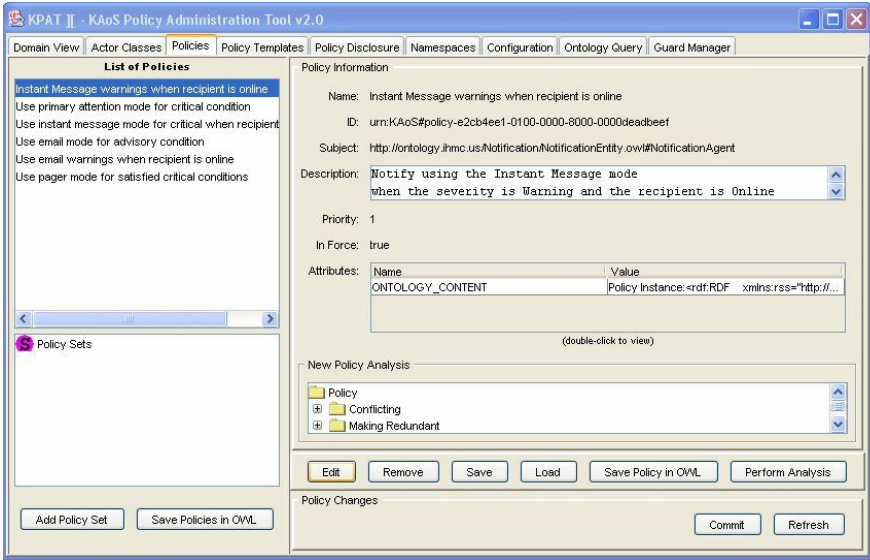 KPAT ][ - KAoS Policy Administration Tool v2.0
Domain View Actor Classes Policies Policy Templates Policy Disclosure Namespaces Configuration Ontology Query Guard Manager
List of Policies
Instant Message warnings when recipient is online
Use primary attention mode for critical condition
Use instant message mode for critical when recipient
Use email mode for advisory condition
Use email warnings when recipient is online
Use pager mode for satisfied critical conditions
S Policy Sets
Add Policy Set Save Policies in OWL
Policy Information
Name: Instant Message warnings when recipient is online
ID: urn:KAoS#policy-e2cb4ee1-0100-0000-8000-0000deadbeef
Subject: http://ontology.ihmc.us/Notification/NotificationEntity.owl#NotificationAgent
Description: Notify using the Instant Message mode
when the severity is Warning and the recipient is Online
Priority: 1
In Force: true
Attributes: Name Value
ONTOLOGY_CONTENT Policy Instance:<rdf:RDF xmlns:rss="http://...
(double-click to view)
New Policy Analysis
Policy
Conflicting
Making Redundant
Edit Remove Save Load Save Policy in OWL Perform Analysis
Policy Changes
Commit Refresh